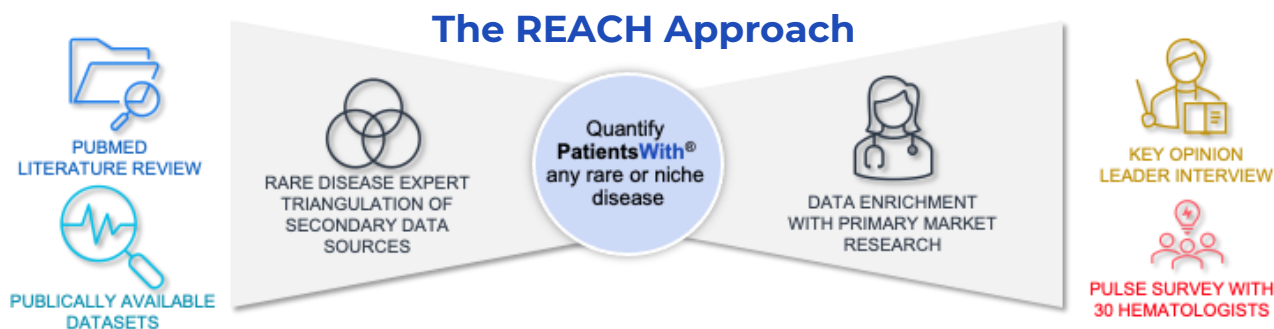 The REACH Approach
PUBMED
LITERATURE REVIEW
PUBLICALLY AVAILABLE
DATASETS
RARE DISEASE EXPERT
TRIANGULATION OF
SECONDARY DATA
SOURCES
Quantify
PatientsWith®
any rare or niche
disease
DATA ENRICHMENT
WITH PRIMARY MARKET
RESEARCH
KEY OPINION
LEADER INTERVIEW
PULSE SURVEY WITH
30 HEMATOLOGISTS